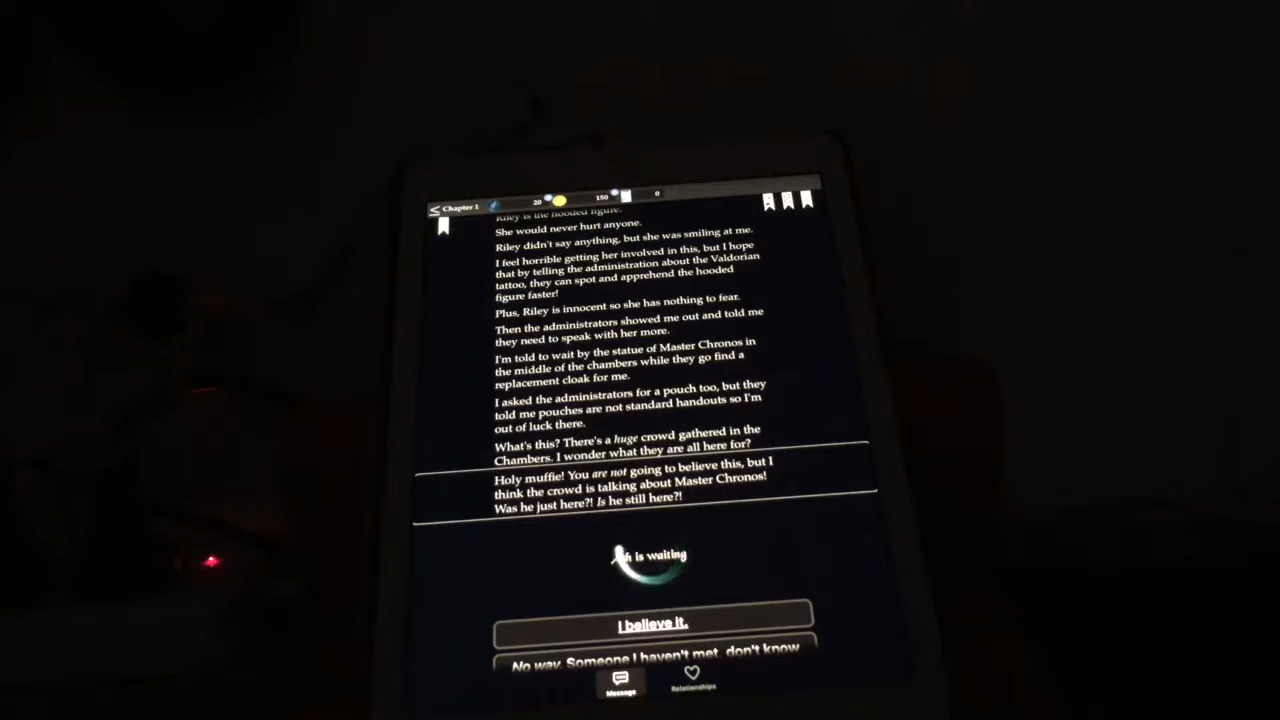 Chapter 1
20
150
0
Riley is the hooded figure.
She would never hurt anyone.
Riley didn't say anything, but she was smiling at me.
I feel horrible getting her involved in this, but I hope
that by telling the administration about the Valdorian
tattoo, they can spot and apprehend the hooded
figure faster!
Plus, Riley is innocent so she has nothing to fear.
Then the administrators showed me out and told me
they need to speak with her more.
I'm told to wait by the statue of Master Chronos in
the middle of the chambers while they go find a
replacement cloak for me.
I asked the administrators for a pouch too, but they
told me pouches are not standard handouts so I'm
out of luck there.
What's this? There's a huge crowd gathered in the
Chambers. I wonder what they are all here for?
Holy muffie! You are not going to believe this, but I
think the crowd is talking about Master Chronos!
Was he just here?! Is he still here?!
is waiting
I believe it.
No way. Someone I haven't met, don't know
Message
Relationships